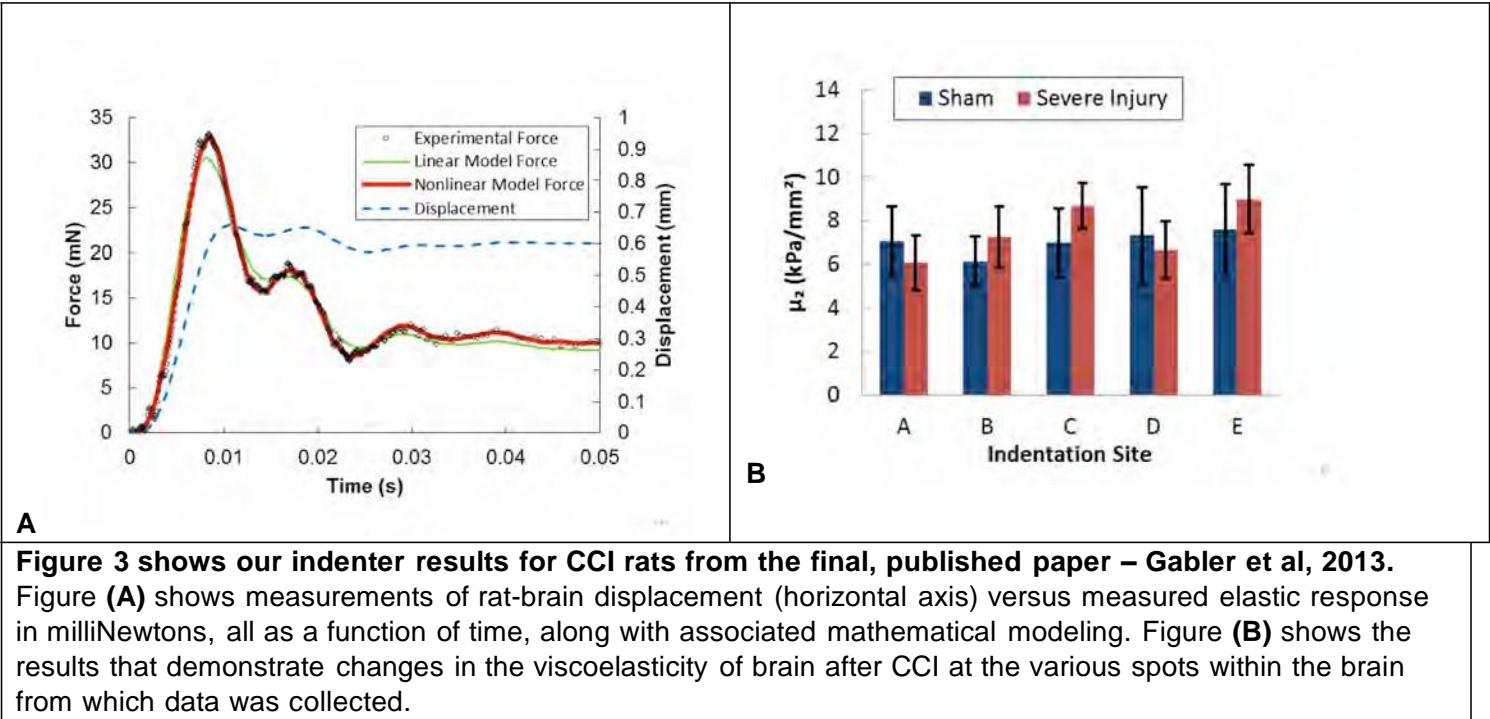 35
30
25
20
15
10
5
0
Force (mN)
1
0.9
0.8
0.7
0.6
0.5
0.4
0.3
0.2
0.1
0
Displacement (mm)
Experimental Force
Linear Model Force
Nonlinear Model Force
Displacement
0 0.01 0.02 0.03 0.04 0.05
Time (s)
A
B
14
12
10
8
6
4
2
0
μ₂ (kPa/mm²)
Sham Severe Injury
A B C D E
Indentation Site
Figure 3 shows our indenter results for CCI rats from the final, published paper – Gabler et al, 2013.
Figure (A) shows measurements of rat-brain displacement (horizontal axis) versus measured elastic response
in milliNewtons, all as a function of time, along with associated mathematical modeling. Figure (B) shows the
results that demonstrate changes in the viscoelasticity of brain after CCI at the various spots within the brain
from which data was collected.